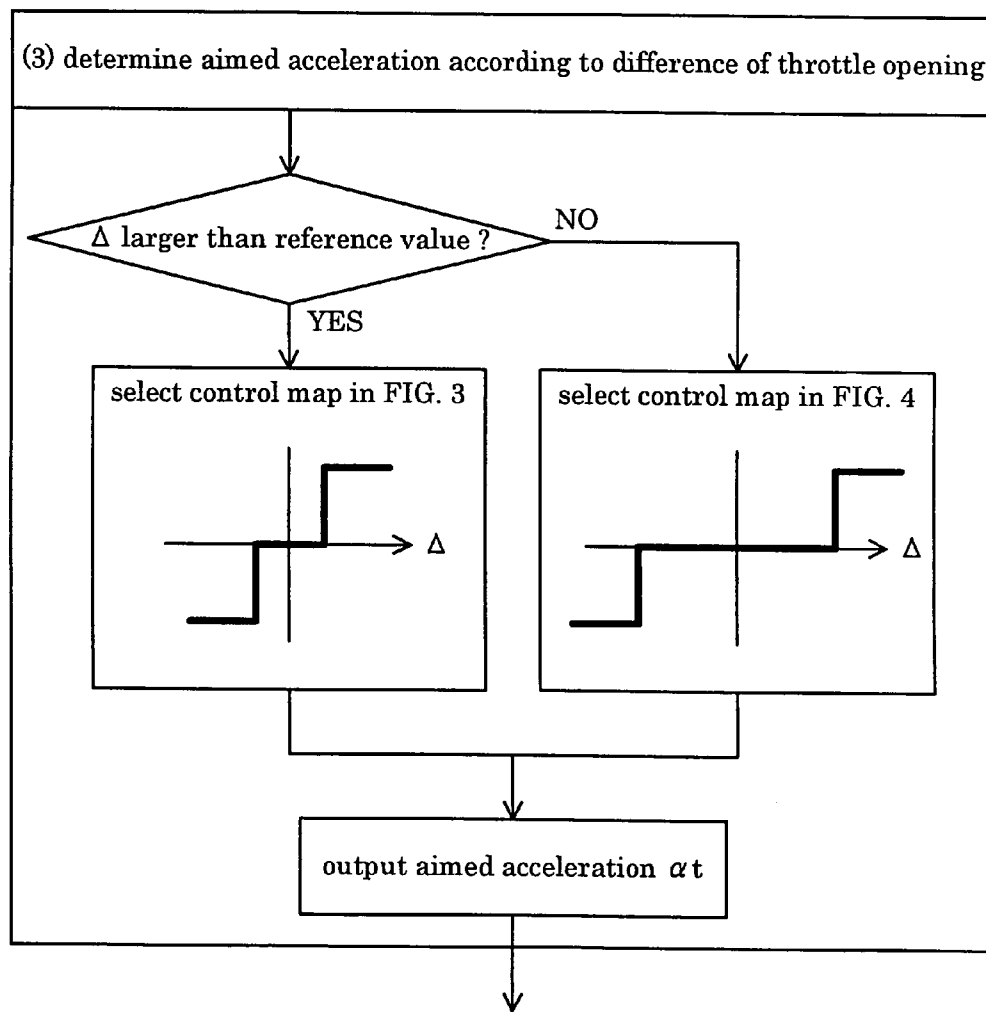 (3) determine aimed acceleration according to difference of throttle opening
Δ larger than reference value ?
NO
YES
select control map in FIG. 3
select control map in FIG. 4
Δ
Δ
output aimed acceleration αt